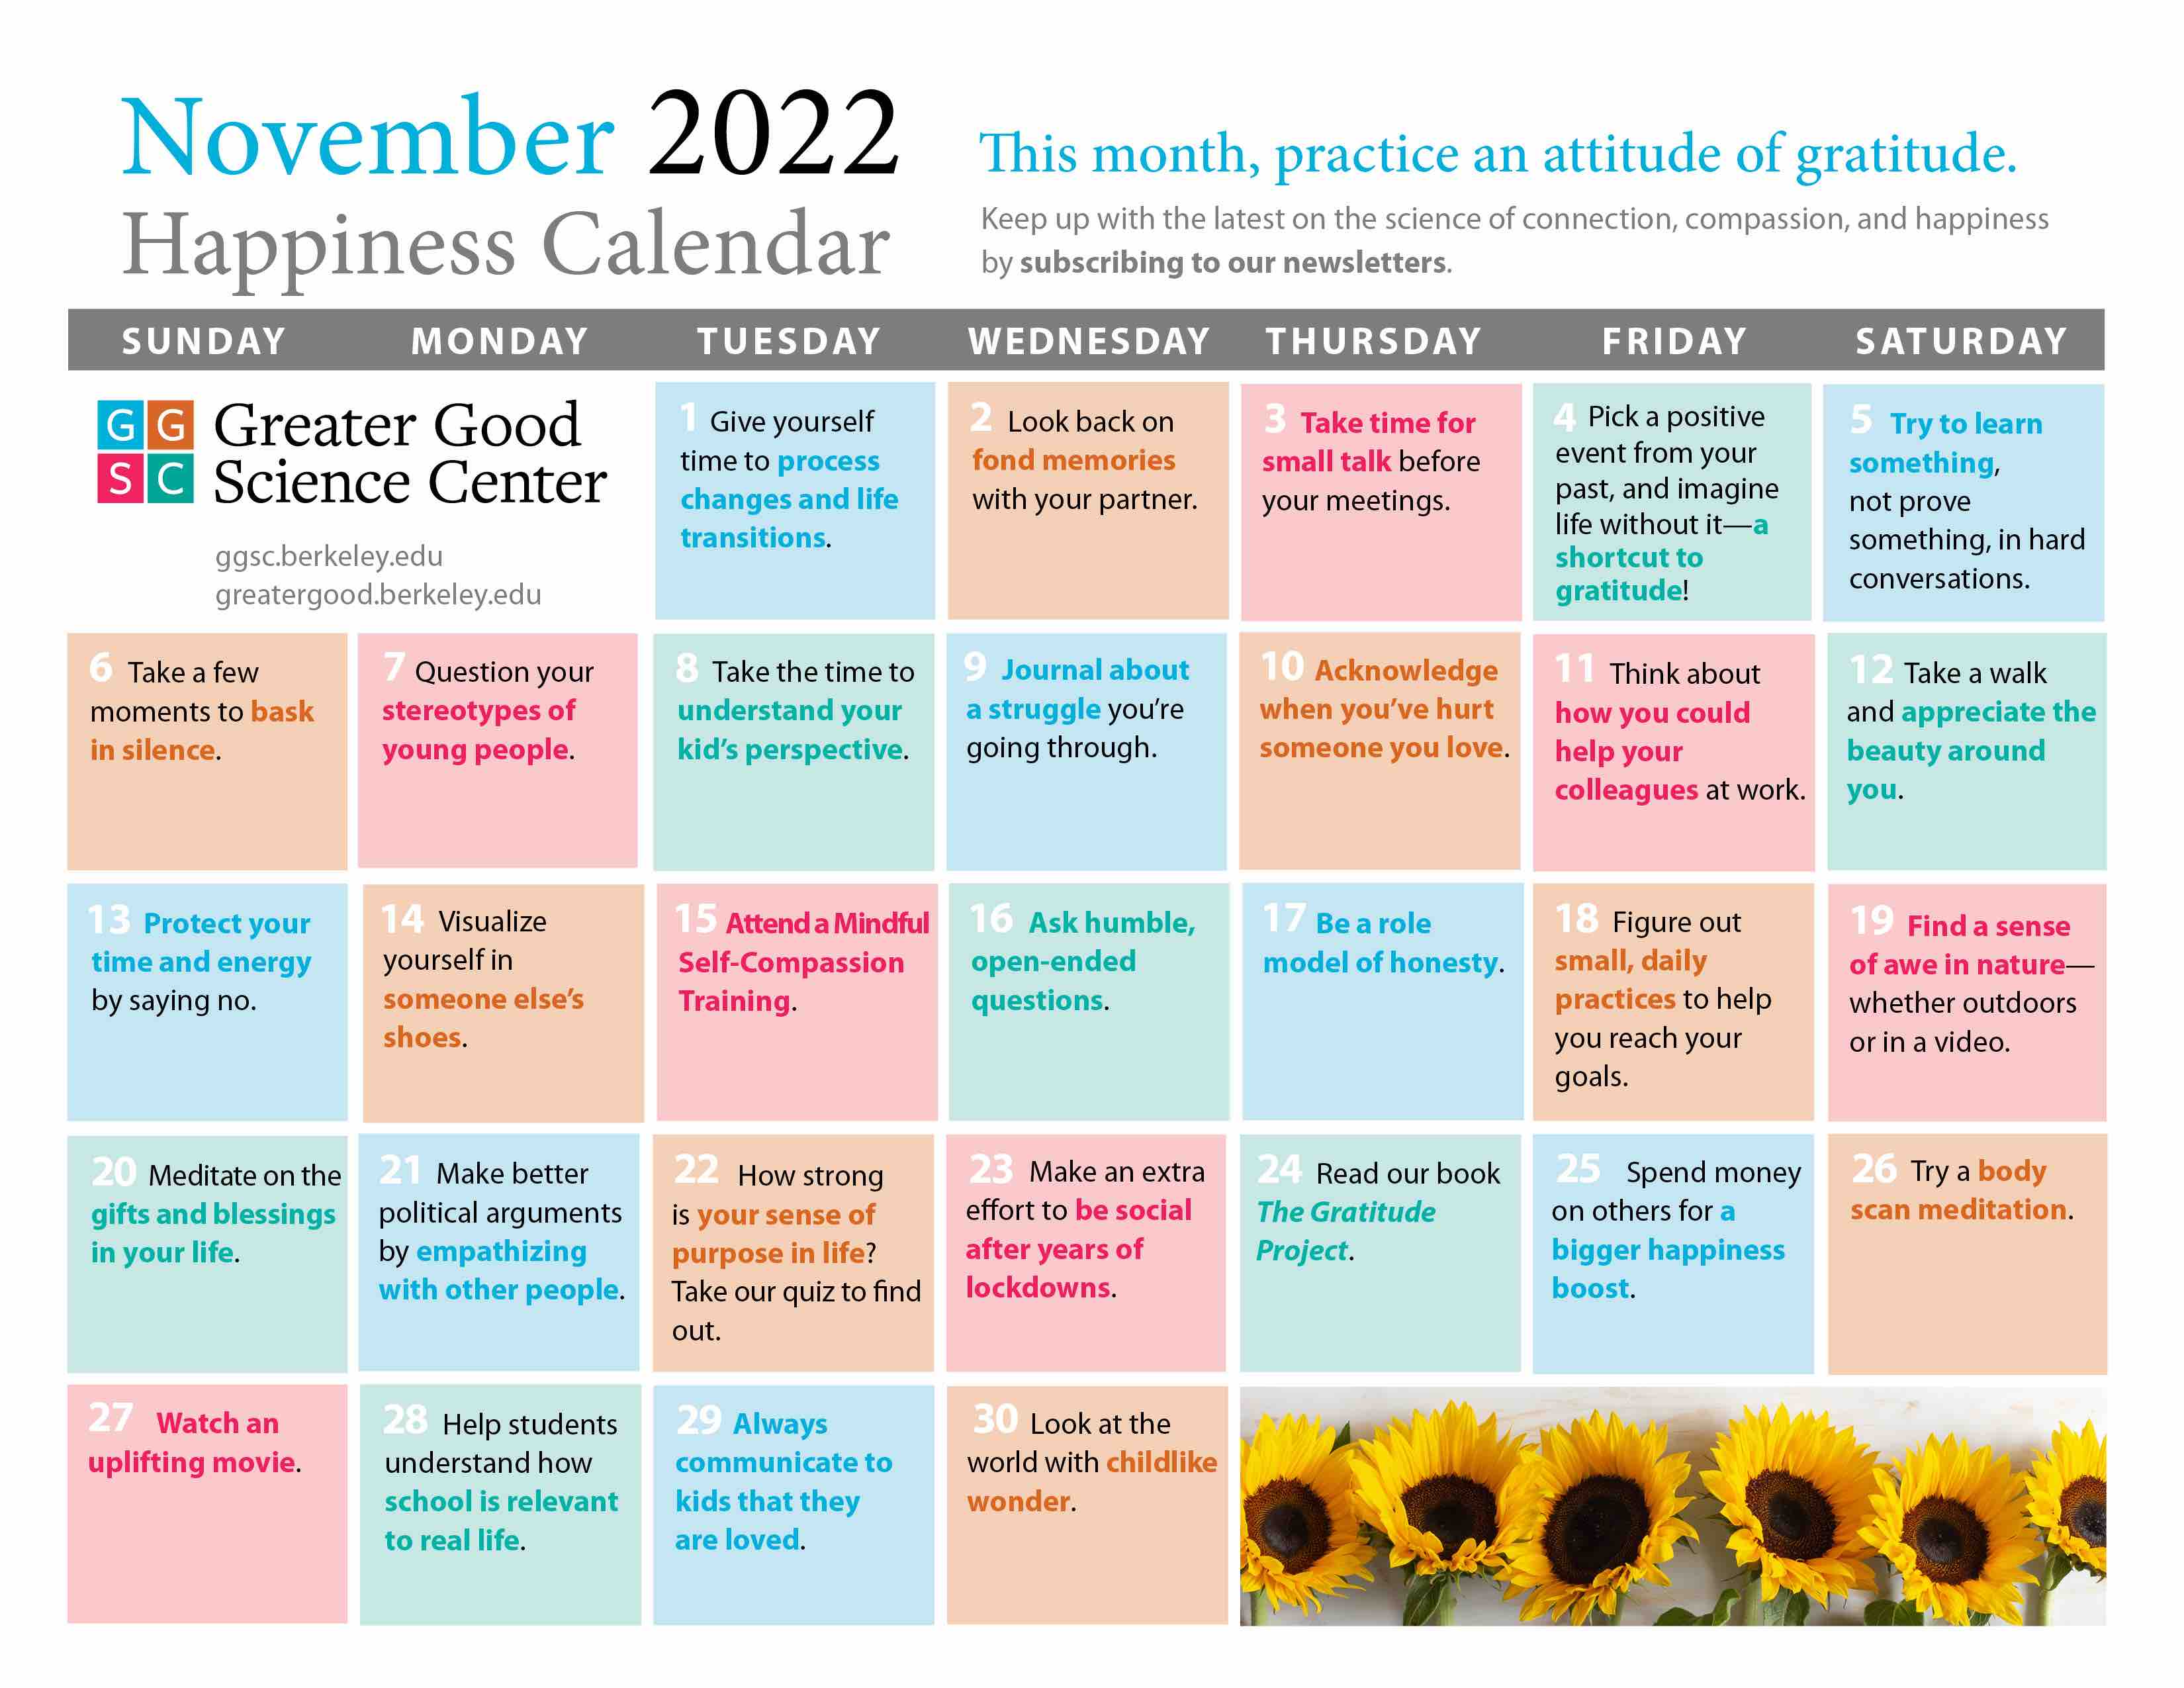 November 2022
Happiness Calendar
This month, practice an attitude of gratitude.
Keep up with the latest on the science of connection, compassion, and happiness
by subscribing to our newsletters.
SUNDAY MONDAY TUESDAY WEDNESDAY THURSDAY FRIDAY SATURDAY
G G
S C
Greater Good
Science Center
ggsc.berkeley.edu
greatergood.berkeley.edu
1 Give yourself
time to process
changes and life
transitions.
2 Look back on
fond memories
with your partner.
3 Take time for
small talk before
your meetings.
4 Pick a positive
event from your
past, and imagine
life without it—a
shortcut to
gratitude!
5 Try to learn
something,
not prove
something, in hard
conversations.
6 Take a few
moments to bask
in silence.
7 Question your
stereotypes of
young people.
8 Take the time to
understand your
kid’s perspective.
9 Journal about
a struggle you’re
going through.
10 Acknowledge
when you’ve hurt
someone you love.
11 Think about
how you could
help your
colleagues at work.
12 Take a walk
and appreciate the
beauty around
you.
13 Protect your
time and energy
by saying no.
14 Visualize
yourself in
someone else’s
shoes.
15 Attend a Mindful
Self-Compassion
Training.
16 Ask humble,
open-ended
questions.
17 Be a role
model of honesty.
18 Figure out
small, daily
practices to help
you reach your
goals.
19 Find a sense
of awe in nature—
whether outdoors
or in a video.
20 Meditate on the
gifts and blessings
in your life.
21 Make better
political arguments
by empathizing
with other people.
22 How strong
is your sense of
purpose in life?
Take our quiz to find
out.
23 Make an extra
effort to be social
after years of
lockdowns.
24 Read our book
The Gratitude
Project.
25 Spend money
on others for a
bigger happiness
boost.
26 Try a body
scan meditation.
27 Watch an
uplifting movie.
28 Help students
understand how
school is relevant
to real life.
29 Always
communicate to
kids that they
are loved.
30 Look at the
world with childlike
wonder.